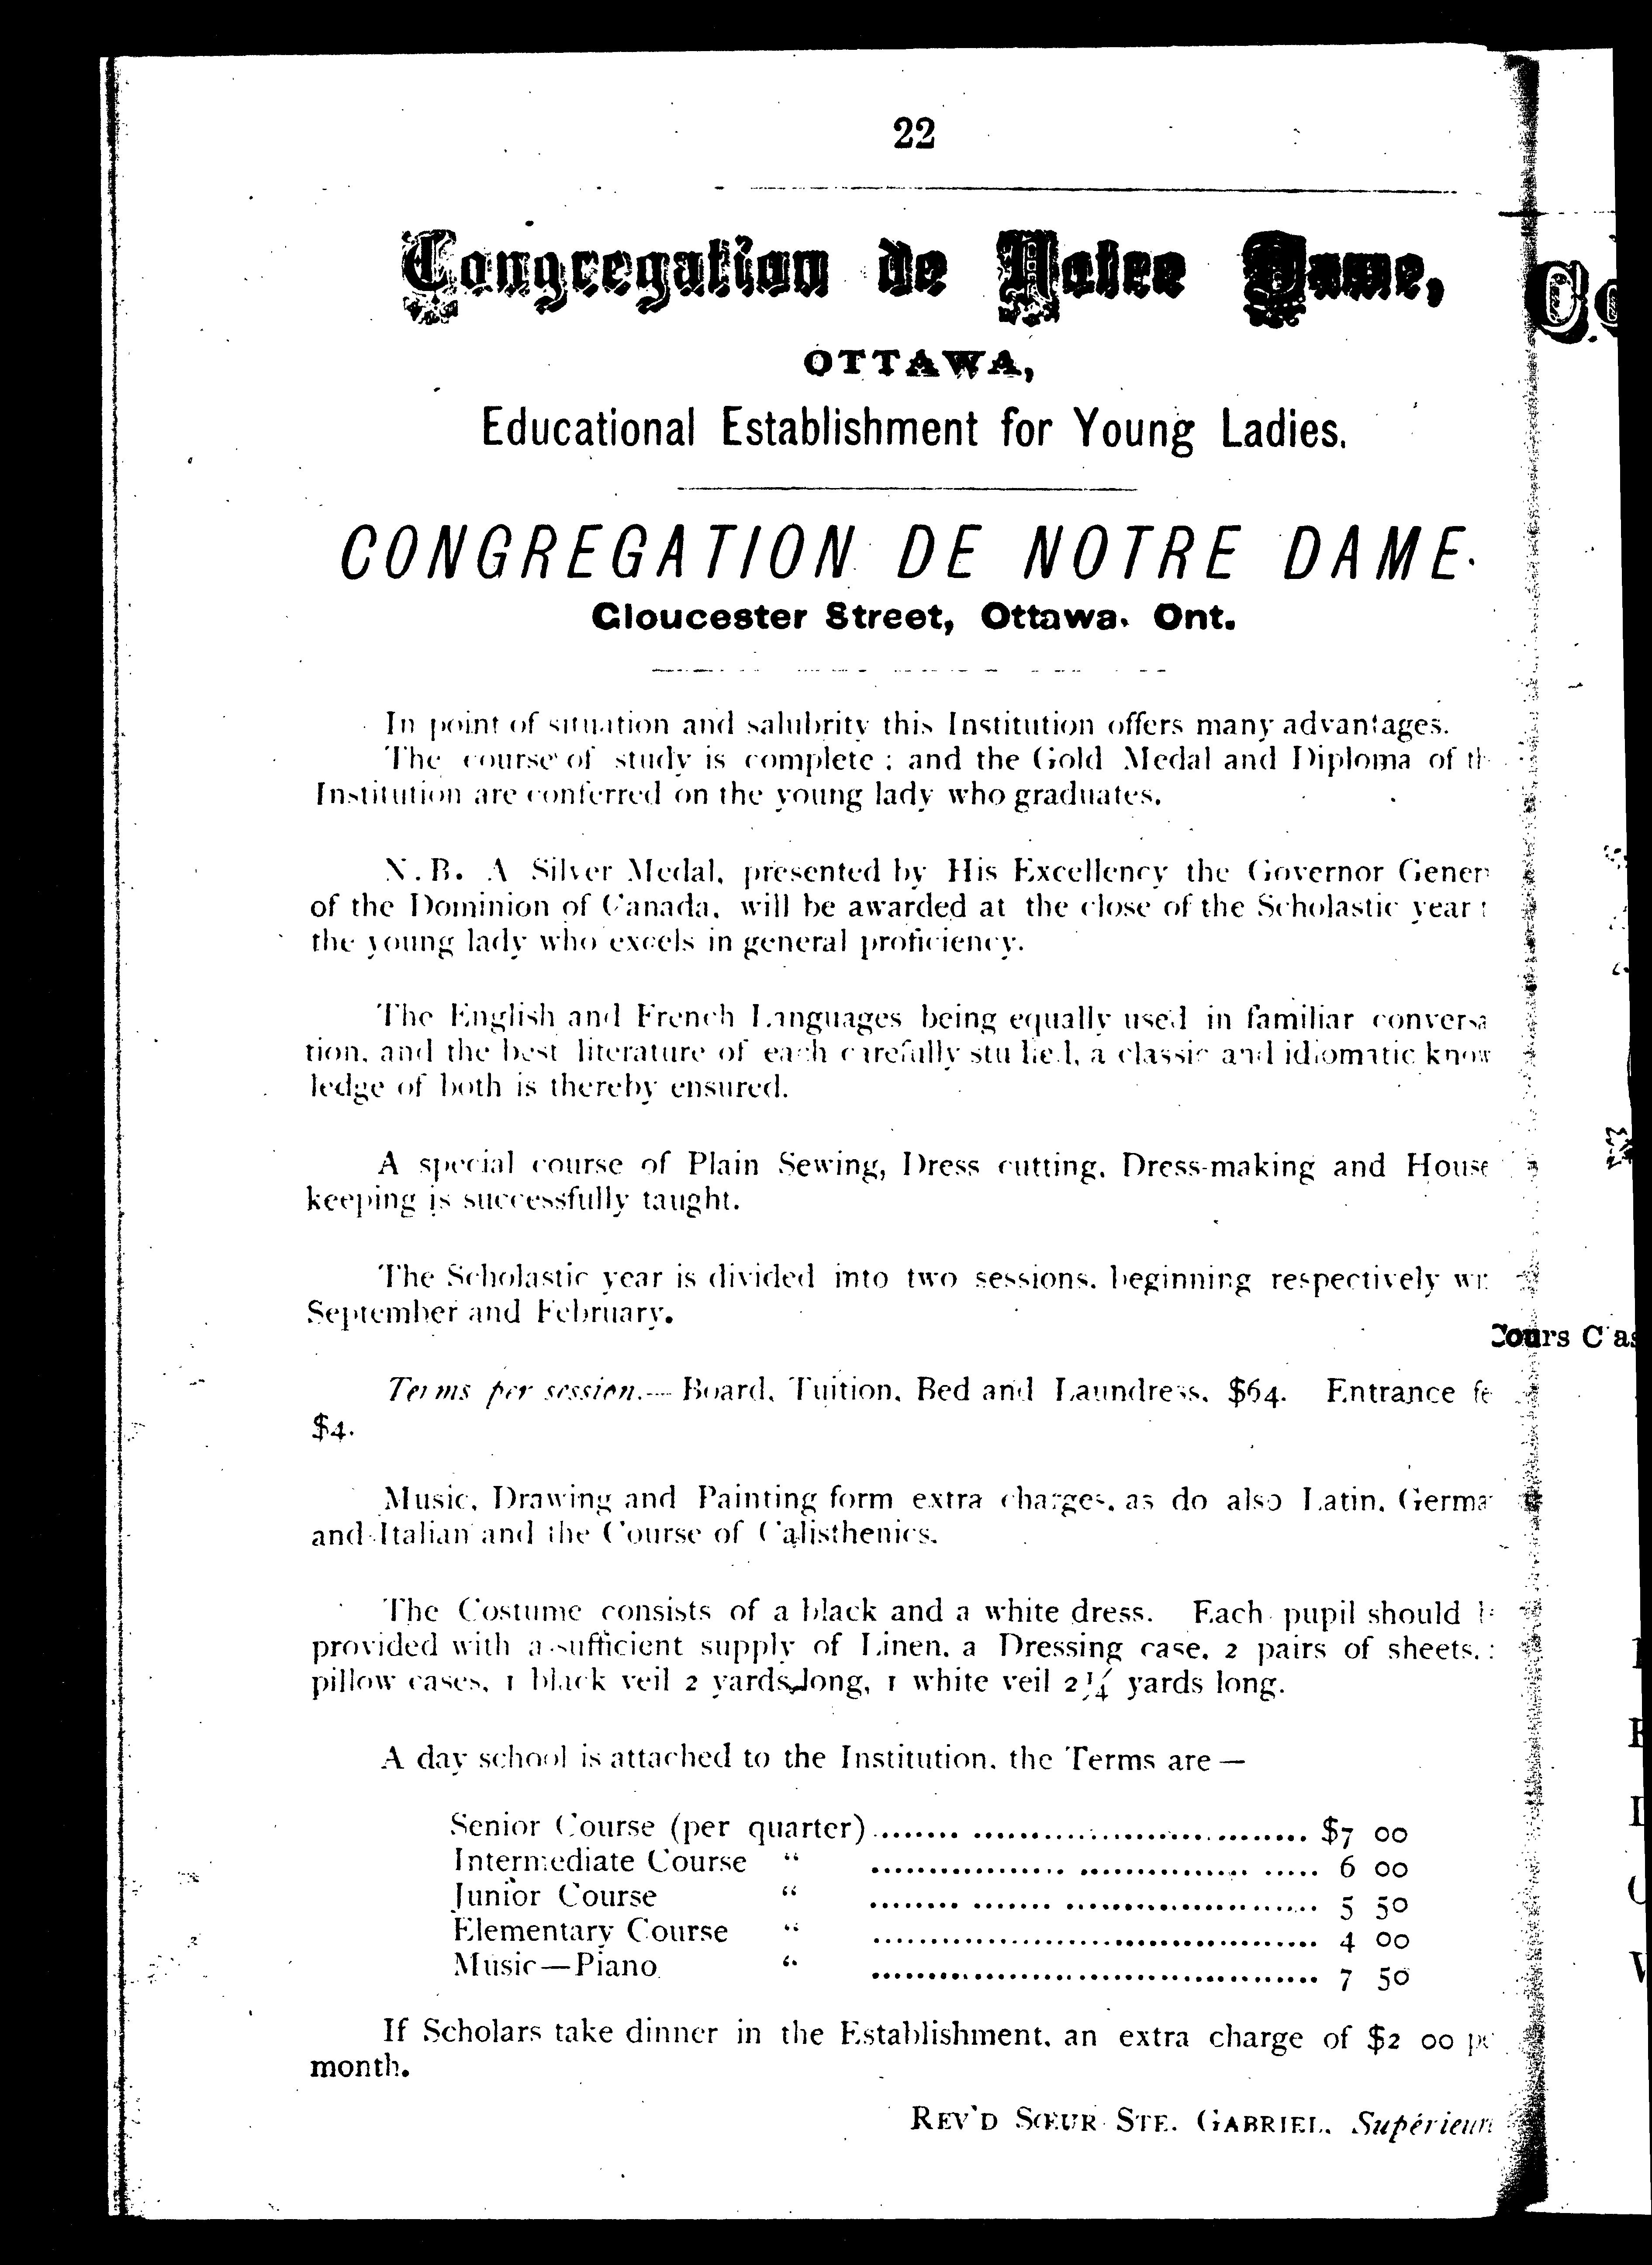 22
Congregation de Notre Dame,
OTTAWA,
Educational Establishment for Young Ladies.
CONGREGATION DE NOTRE DAME.
Gloucester Street, Ottawa. Ont.
In point of situation and salubrity this Institution offers many advantages.
The course of study is complete ; and the Gold Medal and Diploma of th
Institution are conferred on the young lady who graduates.
N.B. A Silver Medal, presented by His Excellency the Governor Gener
of the Dominion of Canada, will be awarded at the close of the Scholastic year t
the young lady who excels in general proficiency.
The English and French Languages being equally used in familiar conversa
tion, and the best literature of each carefully studied, a classic and idiomatic know
ledge of both is thereby ensured.
A special course of Plain Sewing, Dress cutting, Dress-making and House
keeping is successfully taught.
The Scholastic year is divided into two sessions, beginning respectively wi
September and February.
Terms per session.— Board, Tuition, Bed and Laundress, $64. Entrance fe
$4.
Music, Drawing and Painting form extra charges, as do also Latin, Germa
and Italian and the Course of Calisthenics.
The Costume consists of a black and a white dress. Each pupil should b
provided with a sufficient supply of Linen, a Dressing case, 2 pairs of sheets,
pillow cases, 1 black veil 2 yards long, 1 white veil 2¼ yards long.
A day school is attached to the Institution, the Terms are —
Senior Course (per quarter) ........ $7 00
Intermediate Course “ ........ 6 00
Junior Course “ ........ 5 50
Elementary Course “ ........ 4 00
Music—Piano “ ........ 7 50
If Scholars take dinner in the Establishment, an extra charge of $2 00 pe
month.
REV'D SŒUR STE. GABRIEL, Supérieur
Co
Cours C as